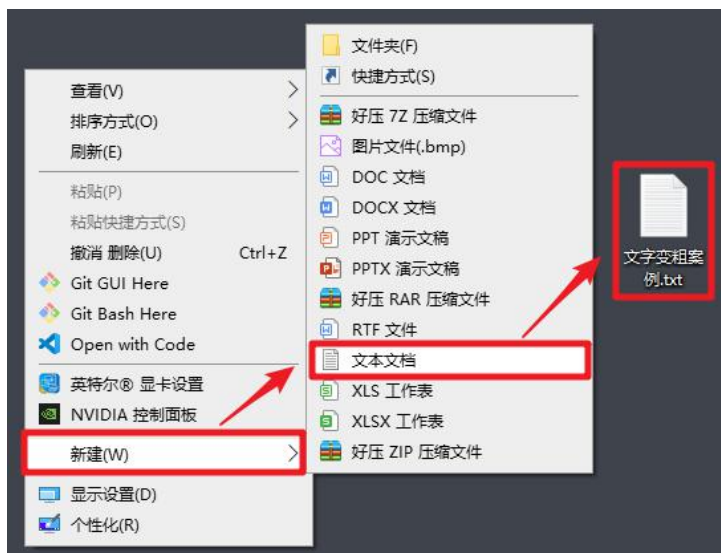 查看(V)
排序方式(O)
刷新(E)
粘贴(P)
粘贴快捷方式(S)
撤消 删除(U) Ctrl+Z
Git GUI Here
Git Bash Here
Open with Code
英特尔® 显卡设置
NVIDIA 控制面板
新建(W)
显示设置(D)
个性化(R)
文件夹(F)
快捷方式(S)
好压 7Z 压缩文件
图片文件(.bmp)
DOC 文档
DOCX 文档
PPT 演示文稿
PPTX 演示文稿
好压 RAR 压缩文件
RTF 文件
文本文档
XLS 工作表
XLSX 工作表
好压 ZIP 压缩文件
文字变粗案
例.txt